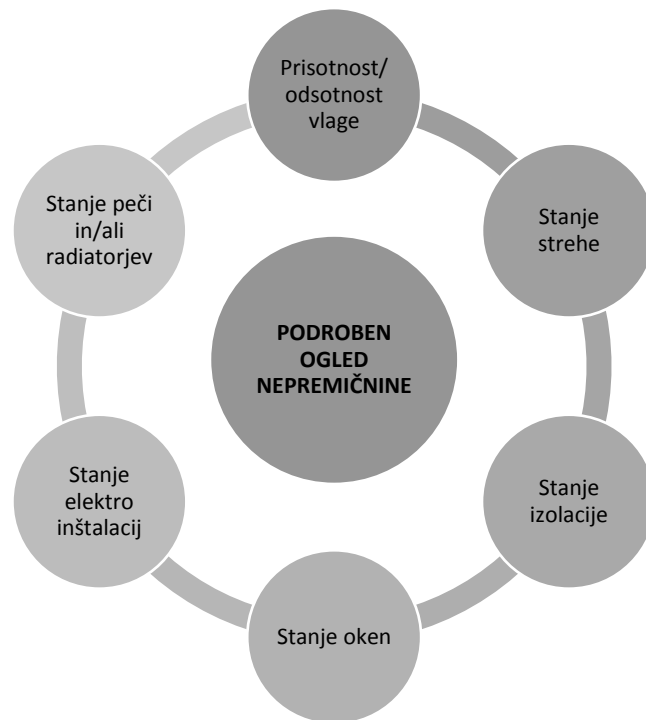 Prisotnost/
odsotnost
vlage
Stanje
strehe
Stanje
izolacije
Stanje oken
Stanje
elektro
inštalacij
Stanje peči
in/ali
radiatorjev
PODROBEN
OGLED
NEPREMIČNINE